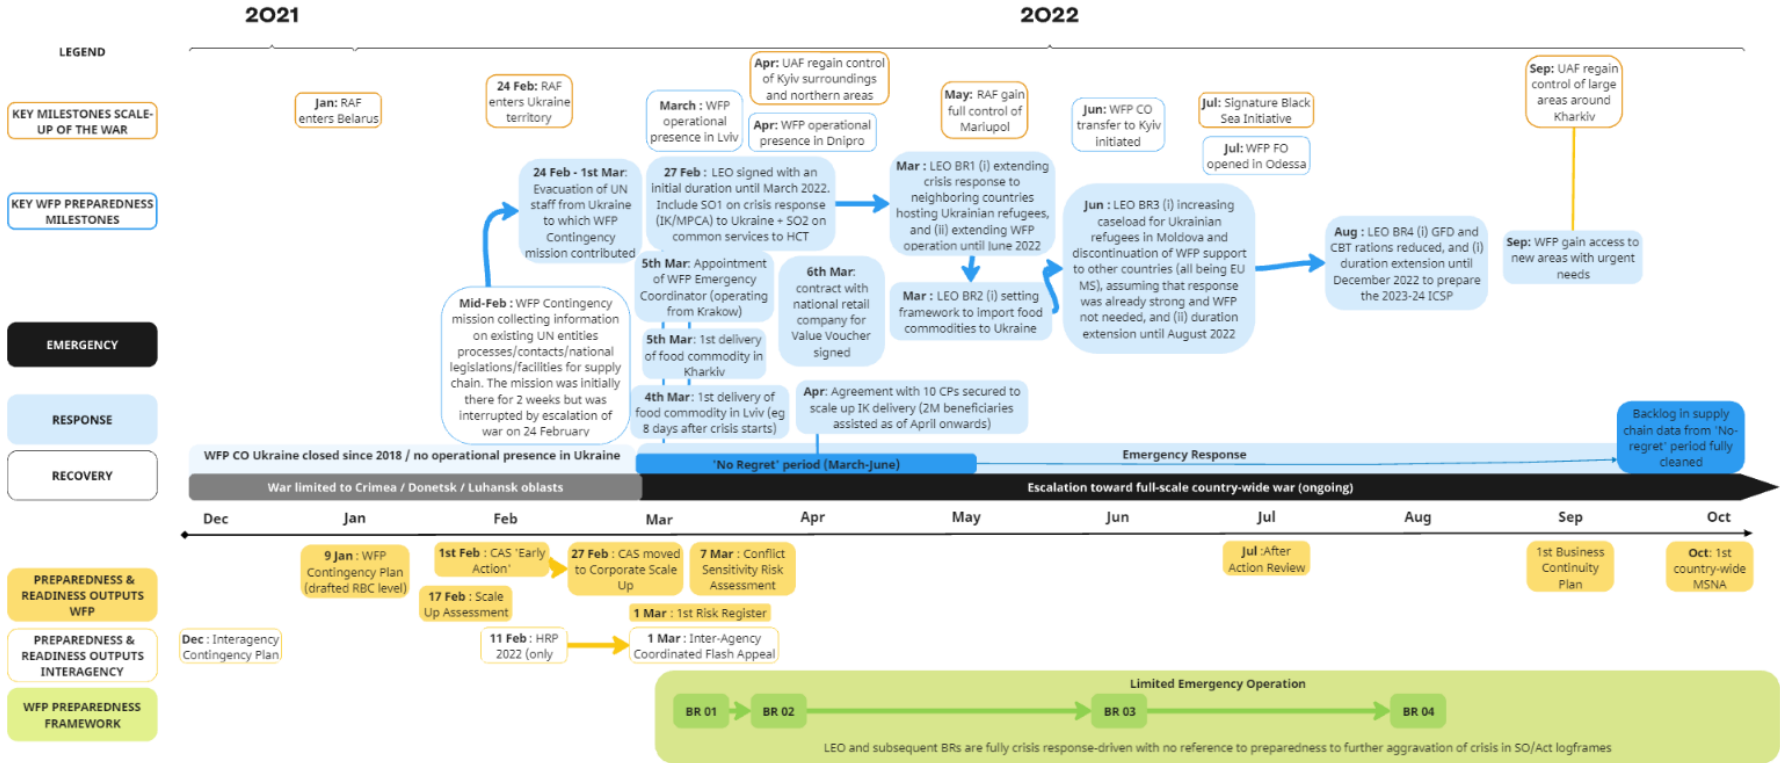 2021
2022
LEGEND
KEY MILESTONES SCALE-
UP OF THE WAR
KEY WFP PREPAREDNESS
MILESTONES
EMERGENCY
RESPONSE
RECOVERY
PREPAREDNESS &
READINESS OUTPUTS
WFP
PREPAREDNESS &
READINESS OUTPUTS
INTERAGENCY
WFP PREPAREDNESS
FRAMEWORK
Jan: RAF
enters Belarus
24 Feb: RAF
enters Ukraine
territory
March : WFP
operational
presence in Lviv
Apr: UAF regain control
of Kyiv surroundings
and northern areas
Apr: WFP operational
presence in Dnipro
May: RAF gain
full control of
Mariupol
Jun: WFP CO
transfer to Kyiv
initiated
Jul: Signature Black
Sea Initiative
Jul: WFP FO
opened in Odessa
Sep: UAF regain
control of large
areas around
Kharkiv
24 Feb - 1st Mar:
Evacuation of UN
staff from Ukraine
to which WFP
Contingency
mission contributed
27 Feb : LEO signed with an
initial duration until March 2022.
Include SO1 on crisis response
(IK/MPCA) to Ukraine + SO2 on
common services to HCT
Mar : LEO BR1 (i) extending
crisis response to
neighboring countries
hosting Ukrainian refugees,
and (ii) extending WFP
operation until June 2022
Jun : LEO BR3 (i) increasing
caseload for Ukrainian
refugees in Moldova and
discontinuation of WFP support
to other countries (all being EU
MS), assuming that response
was already strong and WFP
not needed, and (ii) duration
extension until August 2022
Aug : LEO BR4 (i) GFD and
CBT rations reduced, and (i)
duration extension until
December 2022 to prepare
the 2023-24 ICSP
Sep: WFP gain access to
new areas with urgent
needs
Mid-Feb : WFP Contingency
mission collecting information
on existing UN entities
processes/contacts/national
legislations/facilities for supply
chain. The mission was initially
there for 2 weeks but was
interrupted by escalation of
war on 24 February
5th Mar: Appointment
of WFP Emergency
Coordinator (operating
from Krakow)
6th Mar:
contract with
national retail
company for
Value Voucher
signed
Mar : LEO BR2 (i) setting
framework to import food
commodities to Ukraine
5th Mar: 1st delivery
of food commodity in
Kharkiv
4th Mar: 1st delivery of
food commodity in Lviv (eg
8 days after crisis starts)
Apr: Agreement with 10 CPs secured to
scale up IK delivery (2M beneficiaries
assisted as of April onwards)
Backlog in supply
chain data from 'No-
regret' period fully
cleaned
WFP CO Ukraine closed since 2018 / no operational presence in Ukraine
'No Regret' period (March-June)
Emergency Response
War limited to Crimea / Donetsk / Luhansk oblasts
Escalation toward full-scale country-wide war (ongoing)
Dec
Jan
Feb
Mar
Apr
May
Jun
Jul
Aug
Sep
Oct
9 Jan : WFP
Contingency Plan
(drafted RBC level)
1st Feb : CAS 'Early
Action'
27 Feb : CAS moved
to Corporate Scale
Up
7 Mar : Conflict
Sensitivity Risk
Assessment
17 Feb : Scale
Up Assessment
1 Mar : 1st Risk Register
Jul :After
Action Review
1st Business
Continuity
Plan
Oct: 1st
country-wide
MSNA
Dec : Interagency
Contingency Plan
11 Feb : HRP
2022 (only
1 Mar : Inter-Agency
Coordinated Flash Appeal
Limited Emergency Operation
BR 01
BR 02
BR 03
BR 04
LEO and subsequent BRs are fully crisis response-driven with no reference to preparedness to further aggravation of crisis in SO/Act logframes